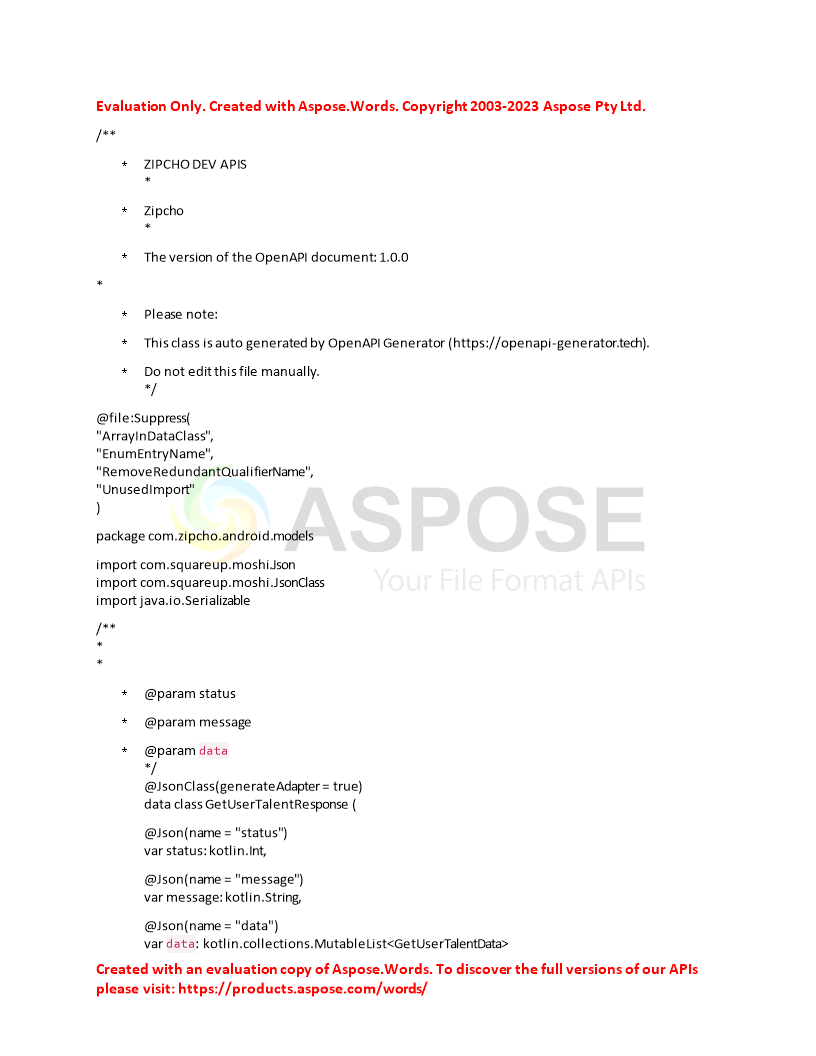 Evaluation Only. Created with Aspose.Words. Copyright 2003-2023 Aspose Pty Ltd.
/**
* ZIPCHO DEV APIS
*
* Zipcho
*
* The version of the OpenAPI document: 1.0.0
*
* Please note:
* This class is auto generated by OpenAPI Generator (https://openapi-generator.tech).
* Do not edit this file manually.
*/
@file:Suppress(
"ArrayInDataClass",
"EnumEntryName",
"RemoveRedundantQualifierName",
"UnusedImport"
)
ASPOSE
package com.zipcho.android.models
import com.squareup.moshi.Json
Your File Format APIs
import com.squareup.moshi.JsonClass
import java.io.Serializable
/**
*
*
* @param status
* @param message
* @param data
*/
@JsonClass(generateAdapter = true)
data class GetUserTalentResponse (
@Json(name = "status")
var status: kotlin.Int,
@Json(name = "message")
var message: kotlin.String,
@Json(name = "data")
var data: kotlin.collections.MutableList<GetUserTalentData>
Created with an evaluation copy of Aspose.Words. To discover the full versions of our APIs
please visit: https://products.aspose.com/words/